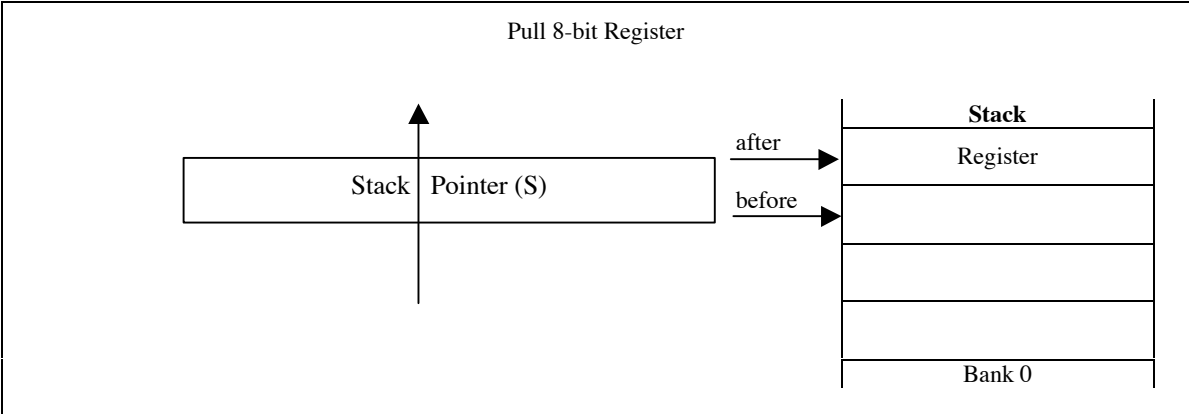 Pull 8-bit Register
Stack
after
Register
Stack Pointer (S)
before
Bank 0